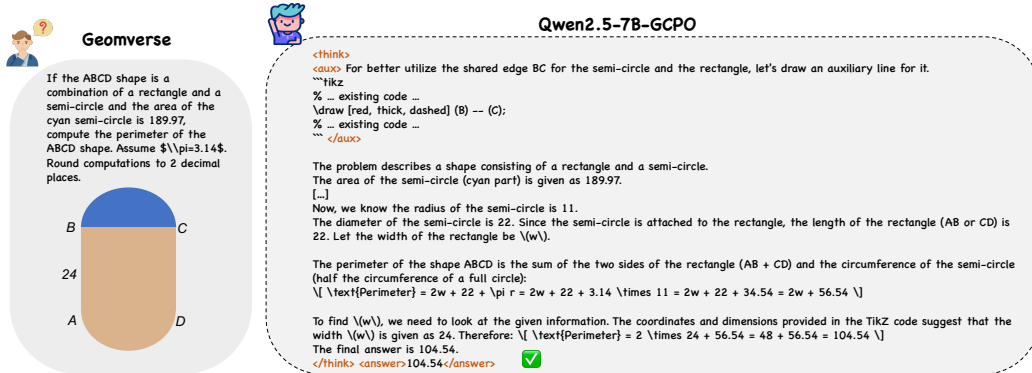 Geomverse
If the ABCD shape is a
combination of a rectangle and a
semi-circle and the area of the
cyan semi-circle is 189.97,
compute the perimeter of the
ABCD shape. Assume $\\pi=3.14$.
Round computations to 2 decimal
places.
B
C
24
A
D
Qwen2.5-7B-GCPO
<think>
<aux> For better utilize the shared edge BC for the semi-circle and the rectangle, let's draw an auxiliary line for it.
```tikz
% … existing code …
\draw [red, thick, dashed] (B) -- (C);
% … existing code …
``` </aux>
The problem describes a shape consisting of a rectangle and a semi-circle.
The area of the semi-circle (cyan part) is given as 189.97.
[…]
Now, we know the radius of the semi-circle is 11.
The diameter of the semi-circle is 22. Since the semi-circle is attached to the rectangle, the length of the rectangle (AB or CD) is
22. Let the width of the rectangle be \(w\).
The perimeter of the shape ABCD is the sum of the two sides of the rectangle (AB + CD) and the circumference of the semi-circle
(half the circumference of a full circle):
\[ \text{Perimeter} = 2w + 22 + \pi r = 2w + 22 + 3.14 \times 11 = 2w + 22 + 34.54 = 2w + 56.54 \]
To find \(w\), we need to look at the given information. The coordinates and dimensions provided in the TikZ code suggest that the
width \(w\) is given as 24. Therefore: \[ \text{Perimeter} = 2 \times 24 + 56.54 = 48 + 56.54 = 104.54 \]
The final answer is 104.54.
</think> <answer>104.54</answer>